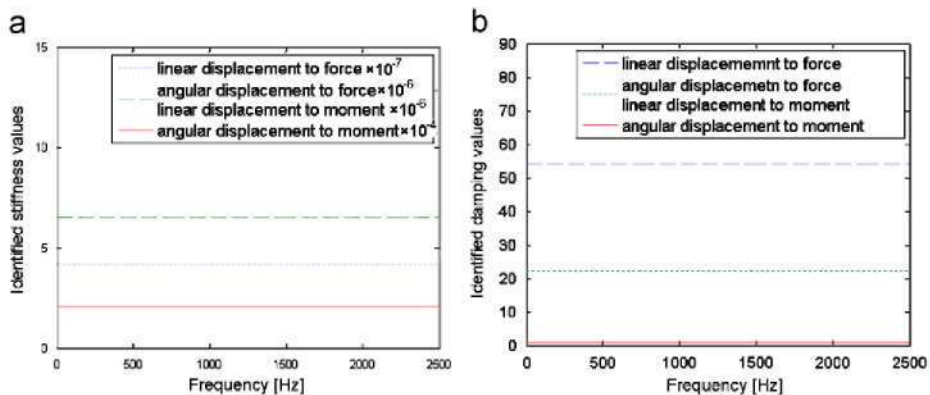 a
15
10
5
0
0 500 1000 1500 2000 2500
Identified stiffness values
Frequency [Hz]
linear displacement to force ×10-7
angular displacement to force×10-6
linear displacement to moment ×10-6
angular displacement to moment×10-4
b
90
80
70
60
50
40
30
20
10
0
0 500 1000 1500 2000 2500
Identified damping values
Frequency [Hz]
linear displacememnt to force
angular displacemetn to force
linear displacement to moment
angular displacement to moment